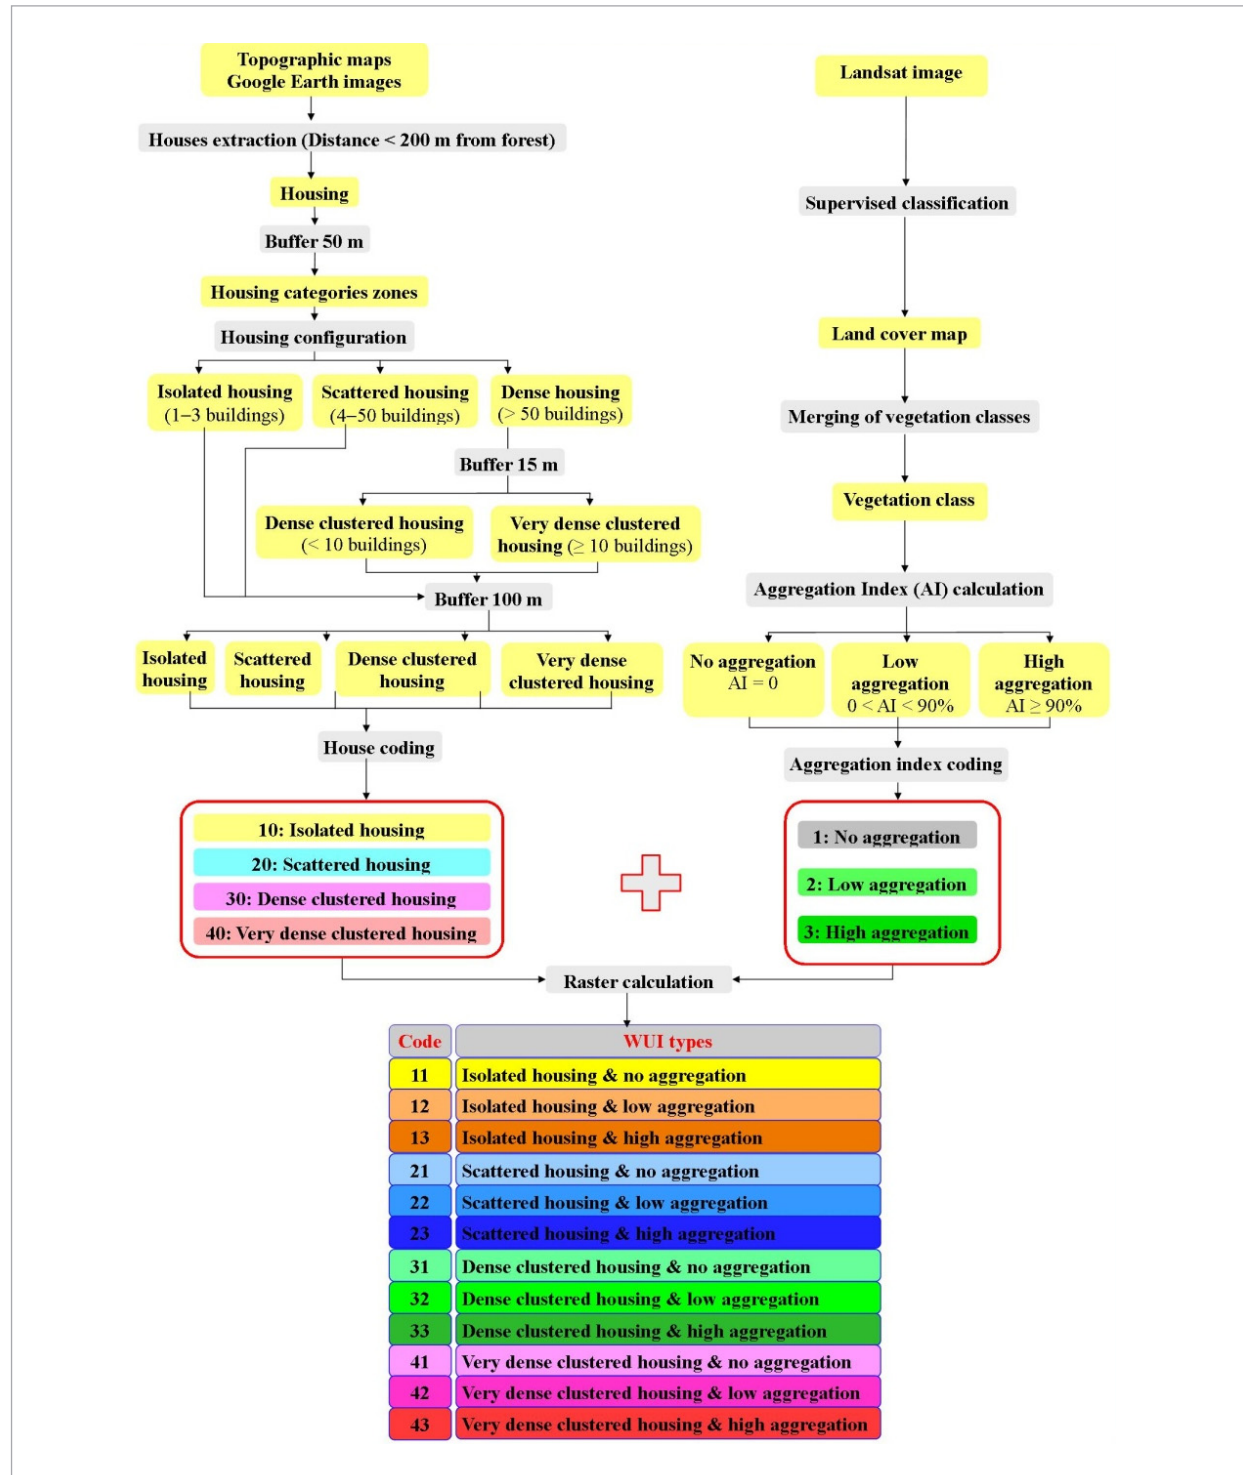 Topographic maps
Google Earth images
Houses extraction (Distance < 200 m from forest)
Housing
Buffer 50 m
Housing categories zones
Housing configuration
Isolated housing
(1–3 buildings)
Scattered housing
(4–50 buildings)
Dense housing
(> 50 buildings)
Buffer 15 m
Dense clustered housing
(< 10 buildings)
Very dense clustered
housing (≥ 10 buildings)
Buffer 100 m
Isolated
housing
Scattered
housing
Dense clustered
housing
Very dense
clustered housing
House coding
10: Isolated housing
20: Scattered housing
30: Dense clustered housing
40: Very dense clustered housing
Landsat image
Supervised classification
Land cover map
Merging of vegetation classes
Vegetation class
Aggregation Index (AI) calculation
No aggregation
AI = 0
Low
aggregation
0 < AI < 90%
High
aggregation
AI ≥ 90%
Aggregation index coding
1: No aggregation
2: Low aggregation
3: High aggregation
Raster calculation
Code WUI types
11 Isolated housing & no aggregation
12 Isolated housing & low aggregation
13 Isolated housing & high aggregation
21 Scattered housing & no aggregation
22 Scattered housing & low aggregation
23 Scattered housing & high aggregation
31 Dense clustered housing & no aggregation
32 Dense clustered housing & low aggregation
33 Dense clustered housing & high aggregation
41 Very dense clustered housing & no aggregation
42 Very dense clustered housing & low aggregation
43 Very dense clustered housing & high aggregation